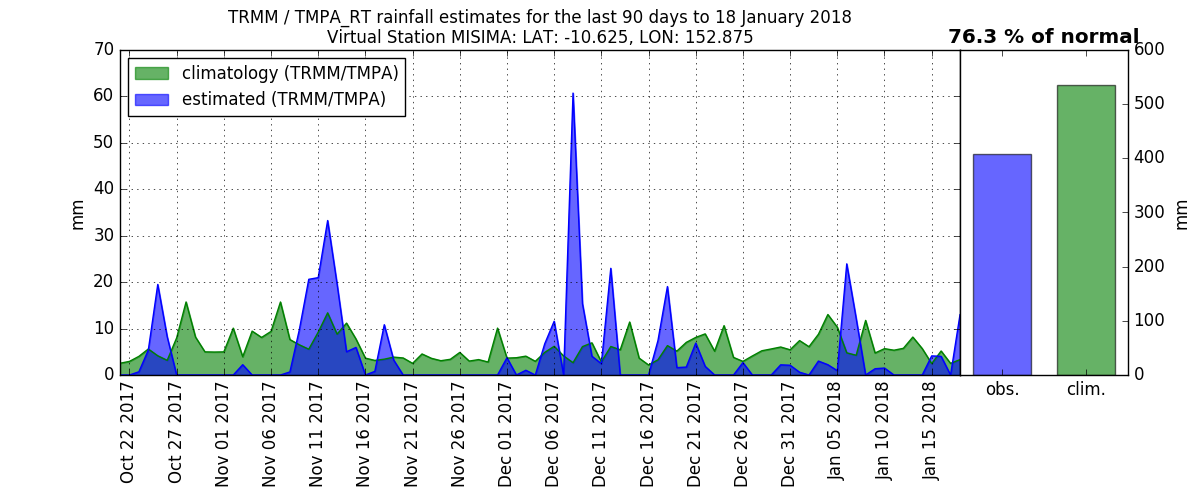 TRMM / TMPA_RT rainfall estimates for the last 90 days to 18 January 2018
Virtual Station MISIMA: LAT: -10.625, LON: 152.875
76.3 % of normal
climatology (TRMM/TMPA)
estimated (TRMM/TMPA)
70
60
50
40
30
20
10
0
mm
Oct 22 2017
Oct 27 2017
Nov 01 2017
Nov 06 2017
Nov 11 2017
Nov 16 2017
Nov 21 2017
Nov 26 2017
Dec 01 2017
Dec 06 2017
Dec 11 2017
Dec 16 2017
Dec 21 2017
Dec 26 2017
Dec 31 2017
Jan 05 2018
Jan 10 2018
Jan 15 2018
obs.
clim.
600
500
400
300
200
100
0
mm